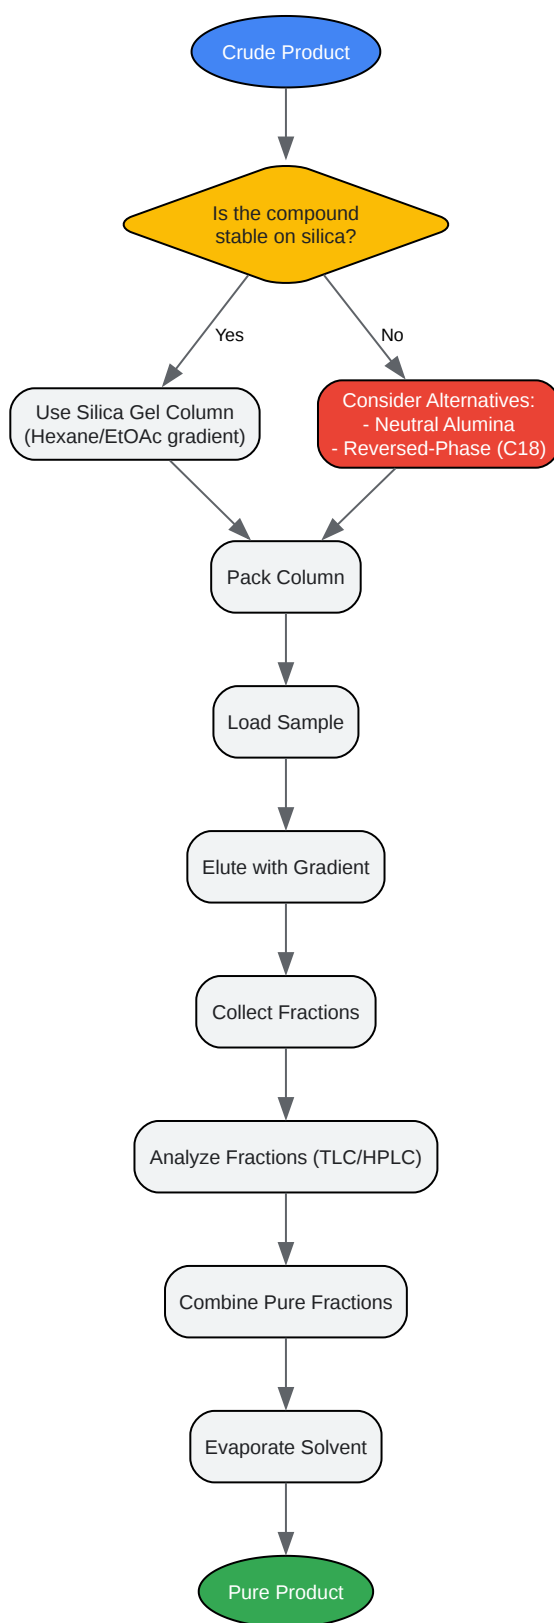 Crude Product
Is the compound
stable on silica?
Yes
No
Use Silica Gel Column
(Hexane/EtOAc gradient)
Consider Alternatives:
- Neutral Alumina
- Reversed-Phase (C18)
Pack Column
Load Sample
Elute with Gradient
Collect Fractions
Analyze Fractions (TLC/HPLC)
Combine Pure Fractions
Evaporate Solvent
Pure Product